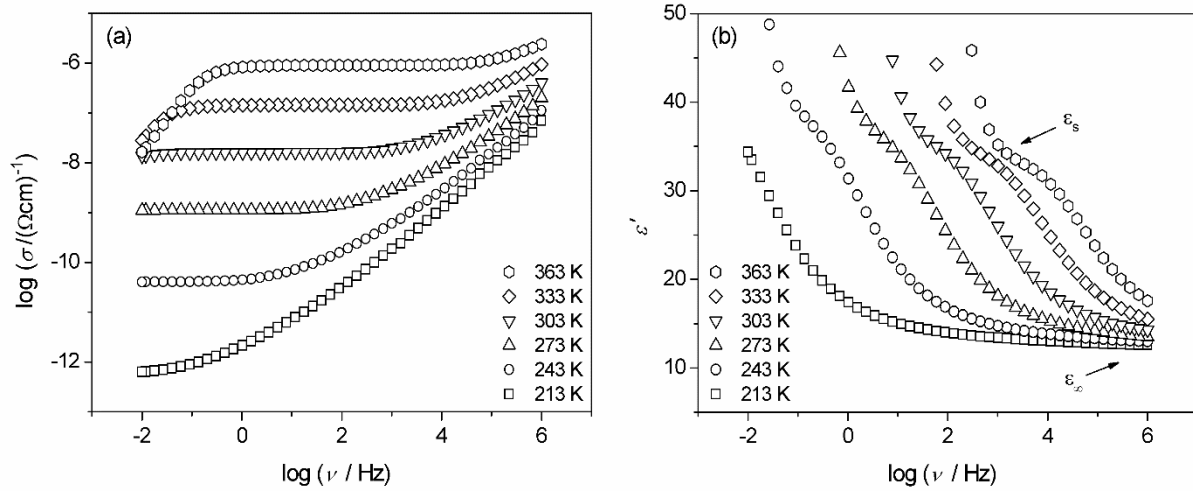 (a)
-6
-8
-10
-12
log (σ /(Ωcm)⁻¹)
363 K
333 K
303 K
273 K
243 K
213 K
-2 0 2 4 6
log (ν / Hz)
(b)
50
40
30
20
10
ε'
εₛ
363 K
333 K
303 K
273 K
243 K
213 K
ε∞
-2 0 2 4 6
log (ν / Hz)